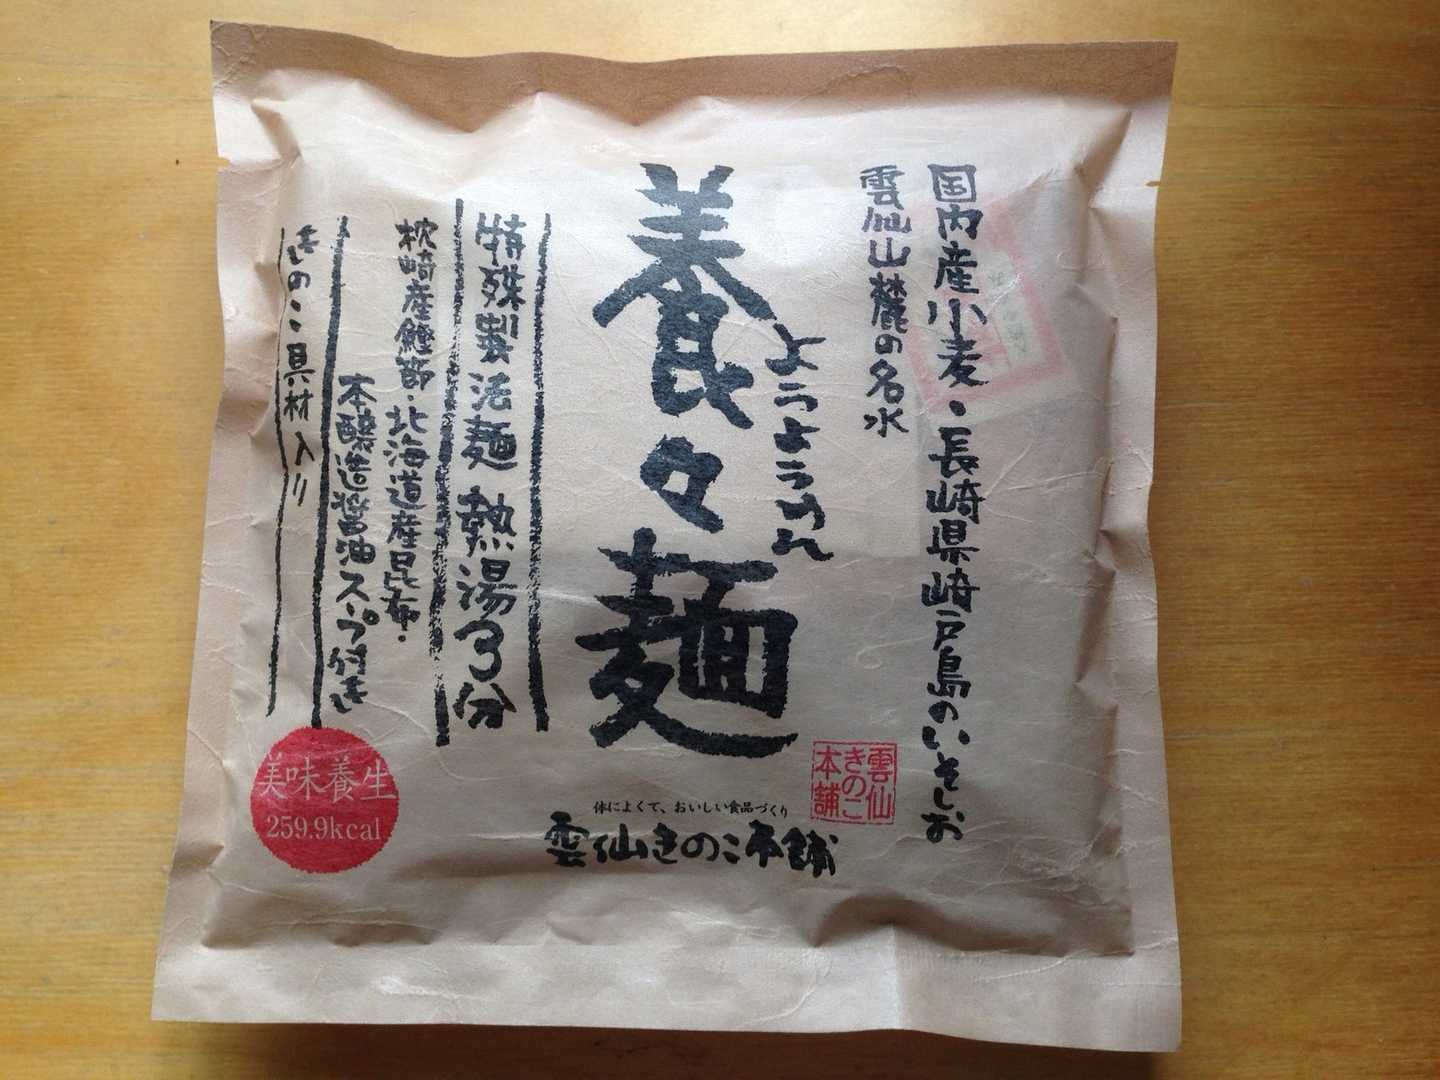 国内産小麦・長崎県崎戸島のいそしお
雲仙山麓の名水
ようようめん
養々麺
特殊製法麺 熱湯3分
枕崎産鰹節・北海道産昆布・
本醸造醤油スープ付き
きのこ具材入り
美味養生
259.9kcal
雲仙
きのこ
本舗
体によくて、おいしい食品づくり
雲仙きのこ本舗